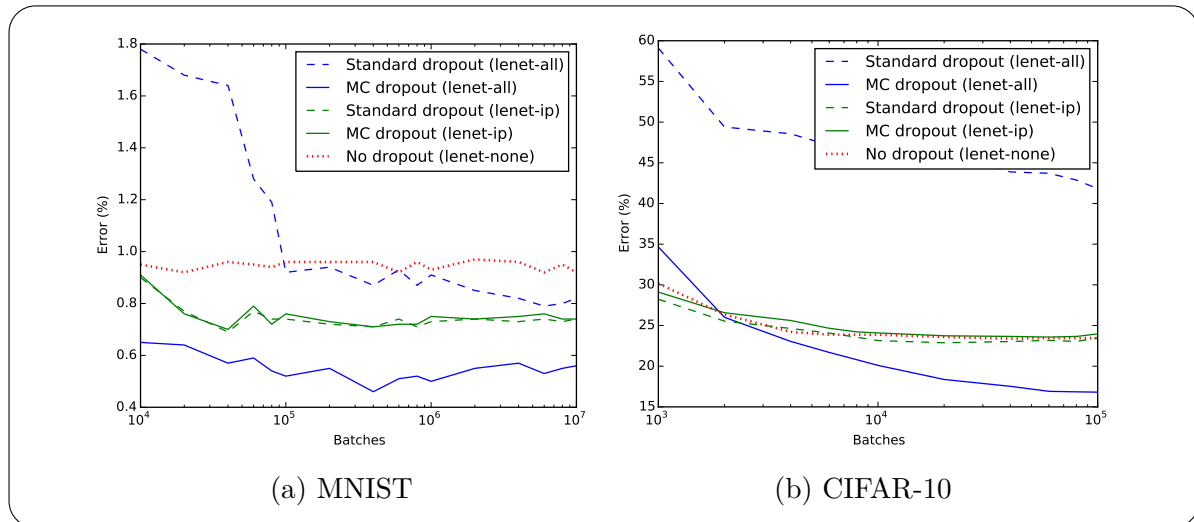 1.8
1.6
1.4
1.2
1.0
0.8
0.6
0.4
Error (%)
10^4
10^5
10^6
10^7
Batches
Standard dropout (lenet-all)
MC dropout (lenet-all)
Standard dropout (lenet-ip)
MC dropout (lenet-ip)
No dropout (lenet-none)
(a) MNIST
60
55
50
45
40
35
30
25
20
15
Error (%)
10^3
10^4
10^5
Batches
Standard dropout (lenet-all)
MC dropout (lenet-all)
Standard dropout (lenet-ip)
MC dropout (lenet-ip)
No dropout (lenet-none)
(b) CIFAR-10